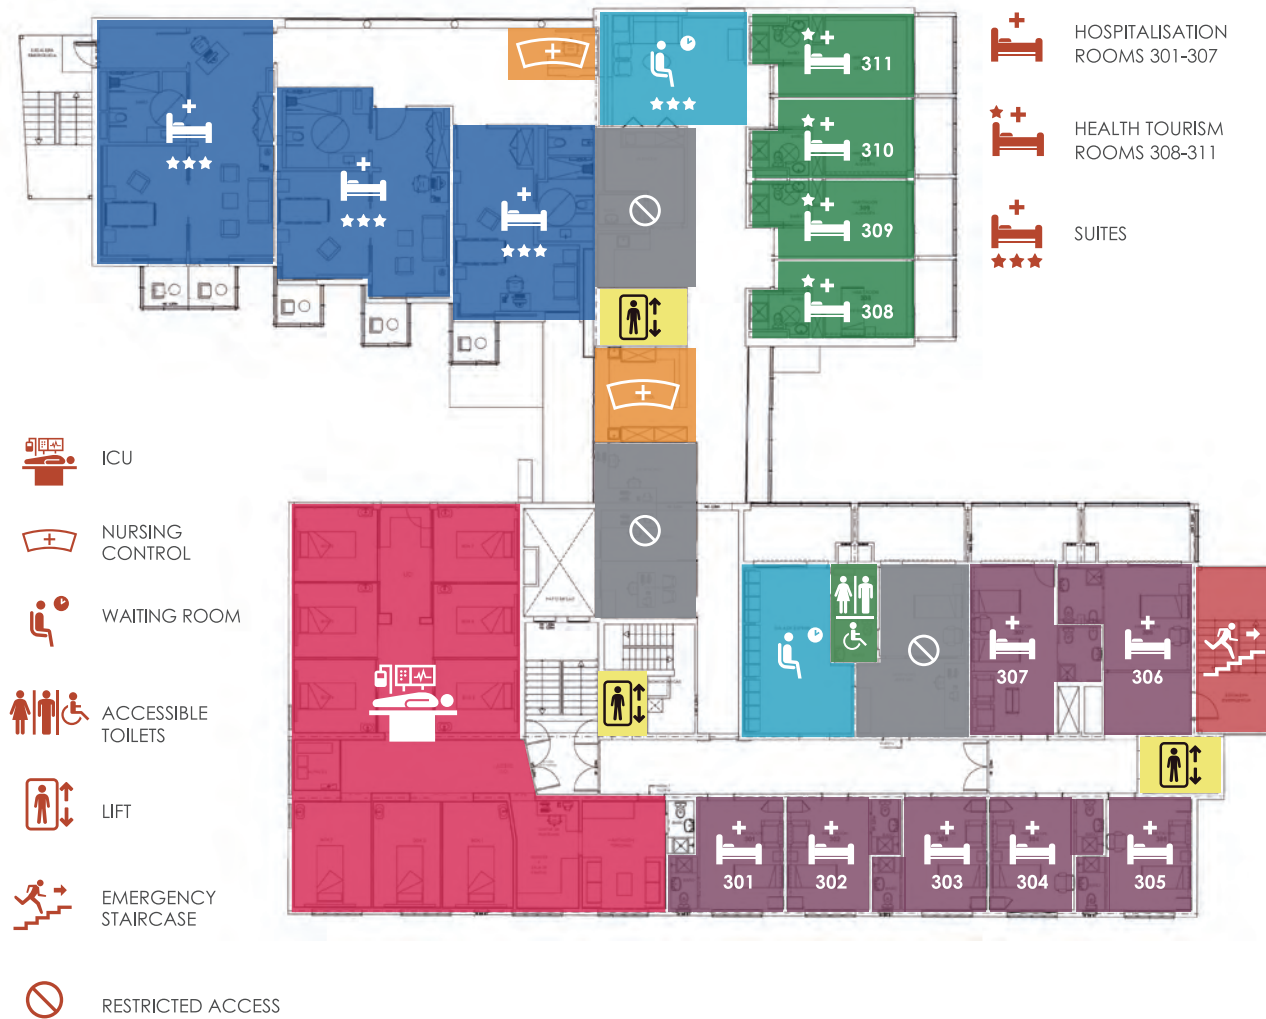 HOSPITALISATION
ROOMS 301-307
HEALTH TOURISM
ROOMS 308-311
SUITES
311
310
309
308
ICU
NURSING
CONTROL
WAITING ROOM
ACCESSIBLE
TOILETS
LIFT
EMERGENCY
STAIRCASE
RESTRICTED ACCESS
307
306
301
302
303
304
305